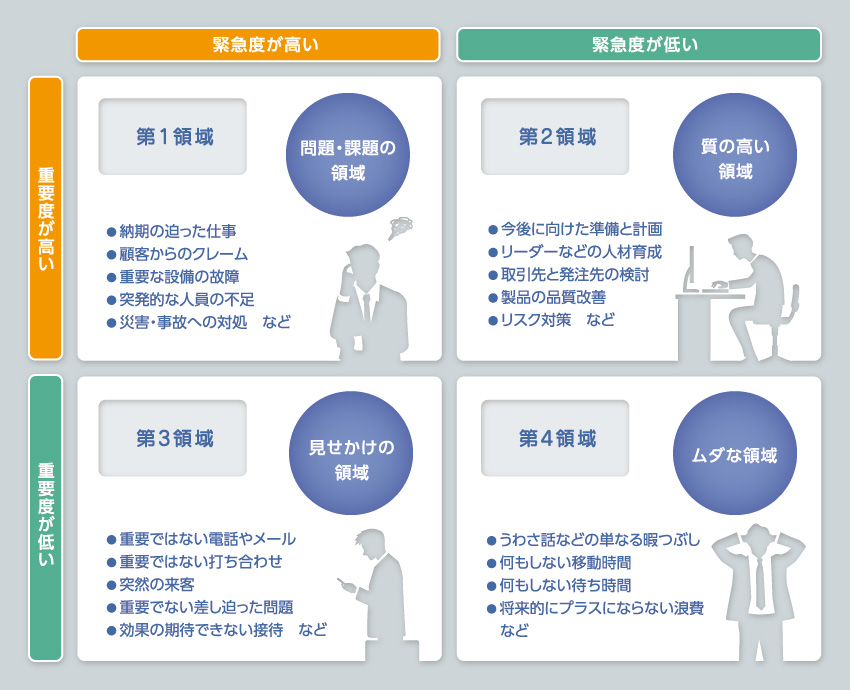 緊急度が高い
緊急度が低い
重要度が高い
第1領域
問題・課題の
領域
●納期の迫った仕事
●顧客からのクレーム
●重要な設備の故障
●突発的な人員の不足
●災害・事故への対処　など
第2領域
質の高い
領域
●今後に向けた準備と計画
●リーダーなどの人材育成
●取引先と発注先の検討
●製品の品質改善
●リスク対策　など
重要度が低い
第3領域
見せかけの
領域
●重要ではない電話やメール
●重要ではない打ち合わせ
●突然の来客
●重要でない差し迫った問題
●効果の期待できない接待　など
第4領域
ムダな領域
●うわさ話などの単なる暇つぶし
●何もしない移動時間
●何もしない待ち時間
●将来的にプラスにならない浪費
など